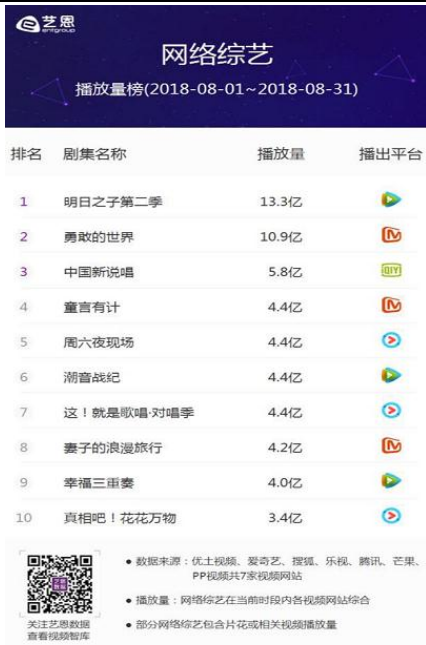 艺恩
entgroup
网络综艺
播放量榜(2018-08-01~2018-08-31)
排名 剧集名称 播放量 播出平台
1 明日之子第二季 13.3亿
2 勇敢的世界 10.9亿
3 中国新说唱 5.8亿 QIY
4 童言有计 4.4亿
5 周六夜现场 4.4亿
6 潮音战纪 4.4亿
7 这！就是歌唱·对唱季 4.4亿
8 妻子的浪漫旅行 4.2亿
9 幸福三重奏 4.0亿
10 真相吧！花花万物 3.4亿
• 数据来源：优土视频、爱奇艺、搜狐、乐视、腾讯、芒果、
PP视频共7家视频网站
• 播放量：网络综艺在当前时段内各视频网站综合
• 部分网络综艺包含片花或相关视频播放量
关注艺恩数据
查看视频智库